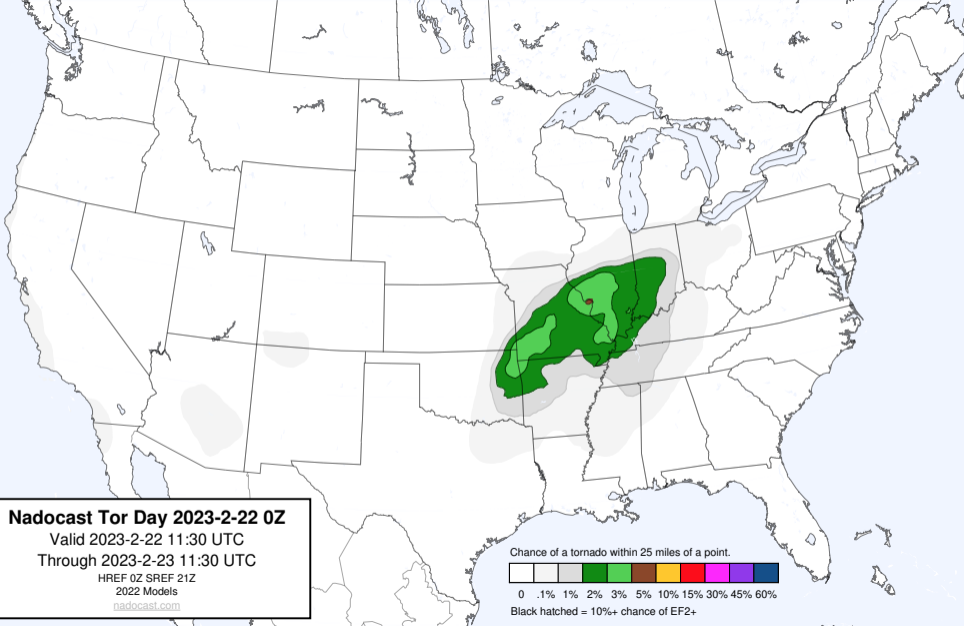 Nadocast Tor Day 2023-2-22 0Z
Valid 2023-2-22 11:30 UTC
Through 2023-2-23 11:30 UTC
HREF 0Z SREF 21Z
2022 Models
nadocast.com
Chance of a tornado within 25 miles of a point.
0 .1% 1% 2% 3% 5% 10% 15% 30% 45% 60%
Black hatched = 10%+ chance of EF2+